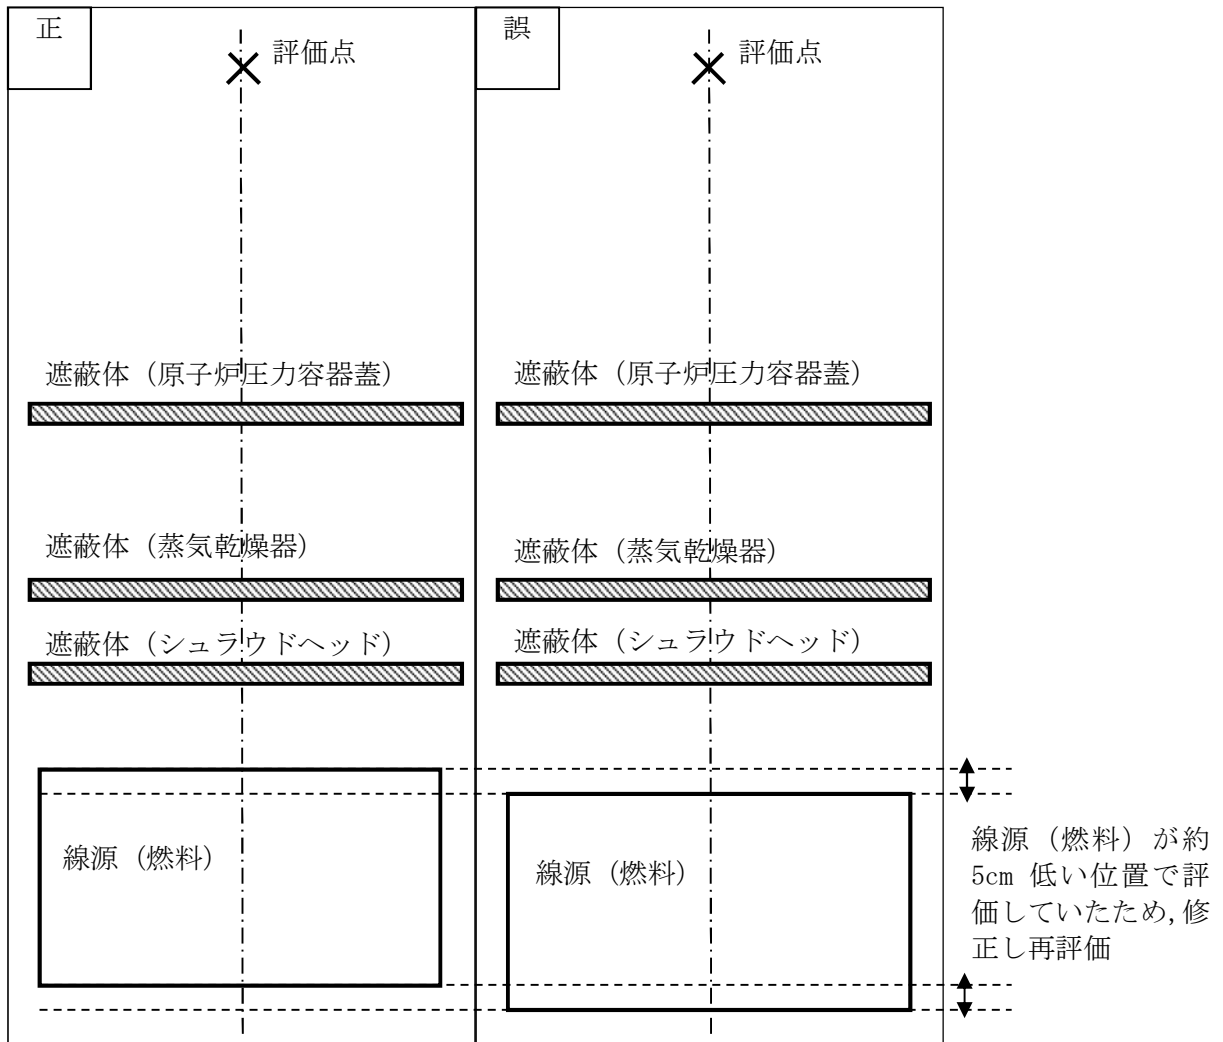 正
評価点
遮蔽体（原子炉圧力容器蓋）
遮蔽体（蒸気乾燥器）
遮蔽体（シュラウドヘッド）
線源（燃料）
誤
評価点
遮蔽体（原子炉圧力容器蓋）
遮蔽体（蒸気乾燥器）
遮蔽体（シュラウドヘッド）
線源（燃料）
線源（燃料）が約
5cm 低い位置で評
価していたため,修
正し再評価